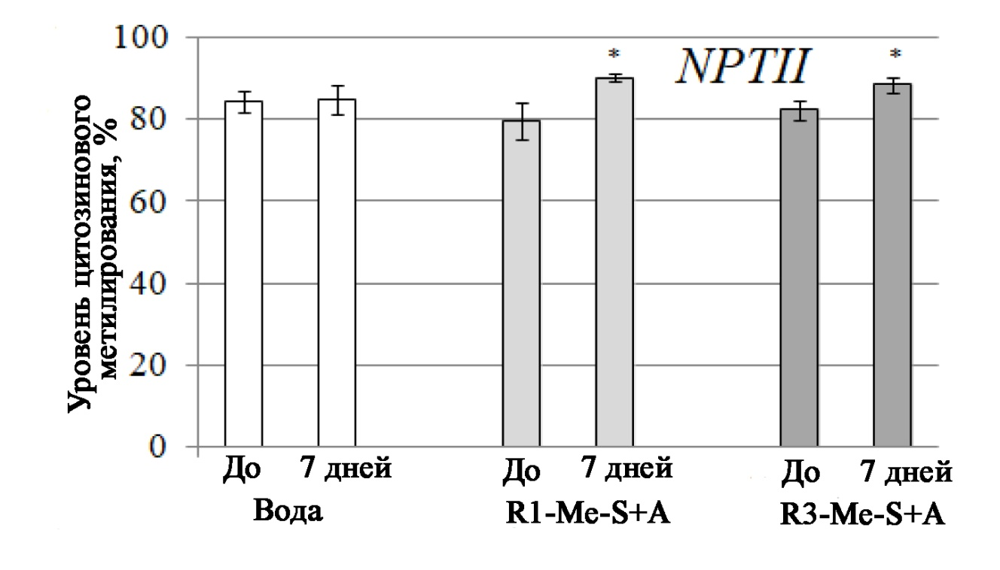 100
80
60
40
20
0
Уровень цитозинового
метилирования, %
*
NPTII
*
До
7 дней
До
7 дней
До
7 дней
Вода
R1-Me-S+A
R3-Me-S+A